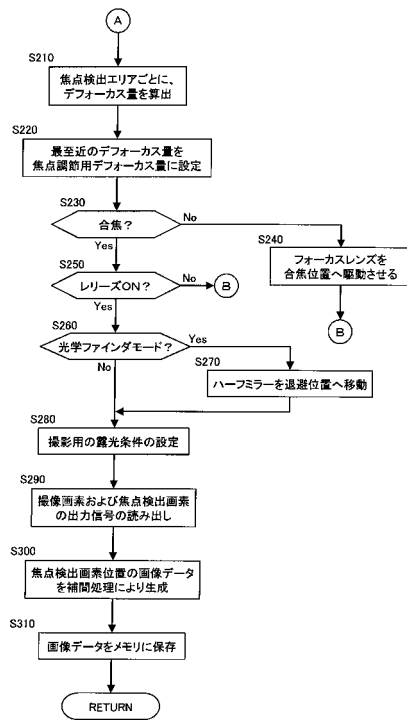 A
S210
焦点検出エリアごとに、
デフォーカス量を算出
S220
最至近のデフォーカス量を
焦点調節用デフォーカス量に設定
S230
合焦?
No
Yes
S240
フォーカスレンズを
合焦位置へ駆動させる
B
S250
レリーズON?
No
B
Yes
S260
光学ファインダモード?
Yes
No
S270
ハーフミラーを退避位置へ移動
S280
撮影用の露光条件の設定
S290
撮像画素および焦点検出画素
の出力信号の読み出し
S300
焦点検出画素位置の画像データ
を補間処理により生成
S310
画像データをメモリに保存
RETURN